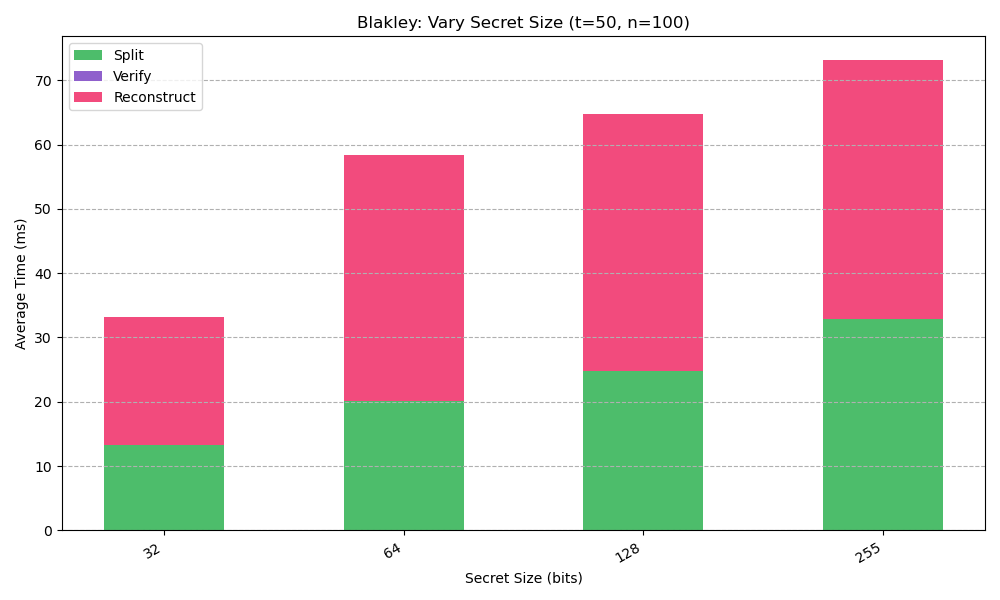 Blakley: Vary Secret Size (t=50, n=100)
Split
Verify
Reconstruct
Average Time (ms)
70
60
50
40
30
20
10
0
32
64
128
255
Secret Size (bits)